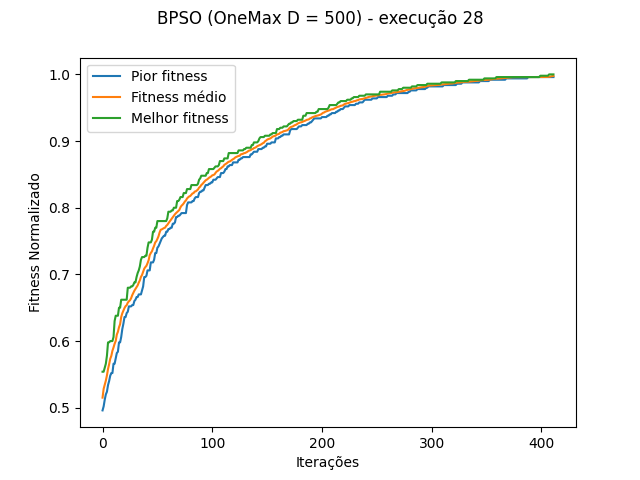 BPSO (OneMax D = 500) - execução 28
Pior fitness
Fitness médio
Melhor fitness
Fitness Normalizado
1.0
0.9
0.8
0.7
0.6
0.5
0 100 200 300 400
Iterações